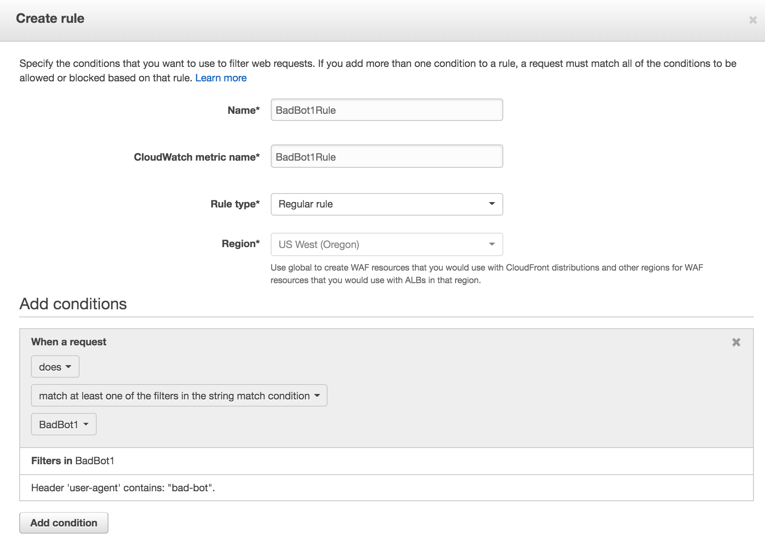 Create rule
×
Specify the conditions that you want to use to filter web requests. If you add more than one condition to a rule, a request must match all of the conditions to be
allowed or blocked based on that rule. Learn more
Name* BadBot1Rule
CloudWatch metric name* BadBot1Rule
Rule type* Regular rule
Region* US West (Oregon)
Use global to create WAF resources that you would use with CloudFront distributions and other regions for WAF
resources that you would use with ALBs in that region.
Add conditions
When a request
does
match at least one of the filters in the string match condition
BadBot1
Filters in BadBot1
Header 'user-agent' contains: "bad-bot".
Add condition